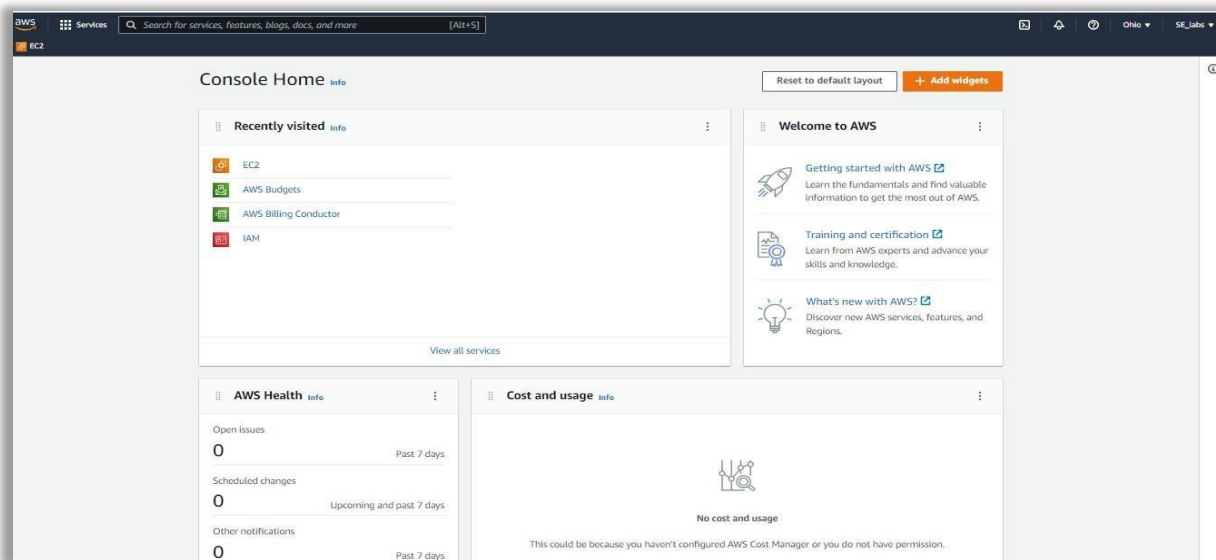 aws Services Search for services, features, blogs, docs, and more [Alt+S] Ohio SE_labs
EC2
Console Home Info
Reset to default layout + Add widgets
Recently visited Info
EC2
AWS Budgets
AWS Billing Conductor
IAM
View all services
Welcome to AWS
Getting started with AWS
Learn the fundamentals and find valuable
information to get the most out of AWS.
Training and certification
Learn from AWS experts and advance your
skills and knowledge.
What's new with AWS?
Discover new AWS services, features, and
Regions.
AWS Health Info
Open issues
0 Past 7 days
Scheduled changes
0 Upcoming and past 7 days
Other notifications
0 Past 7 days
Cost and usage Info
No cost and usage
This could be because you haven't configured AWS Cost Manager or you do not have permission.